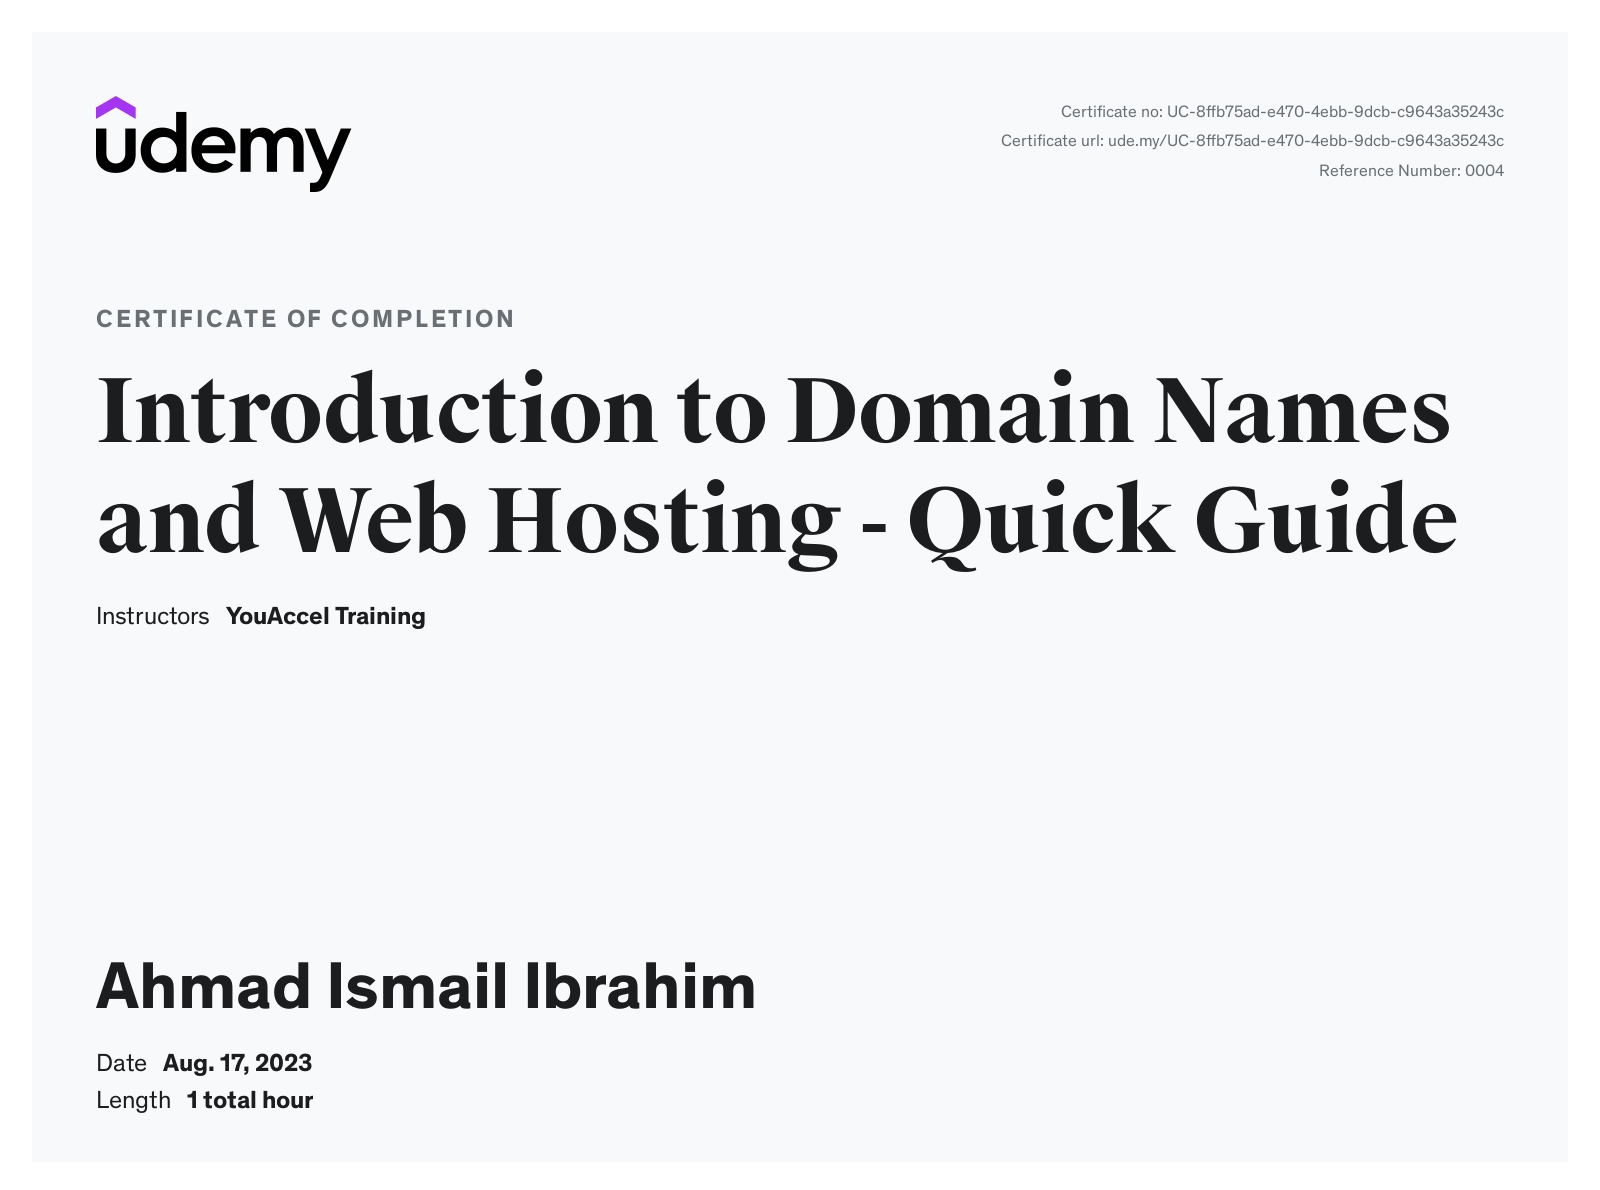 udemy
Certificate no: UC-8ffb75ad-e470-4ebb-9dcb-c9643a35243c
Certificate url: ude.my/UC-8ffb75ad-e470-4ebb-9dcb-c9643a35243c
Reference Number: 0004
CERTIFICATE OF COMPLETION
Introduction to Domain Names
and Web Hosting - Quick Guide
Instructors YouAccel Training
Ahmad Ismail Ibrahim
Date Aug. 17, 2023
Length 1 total hour